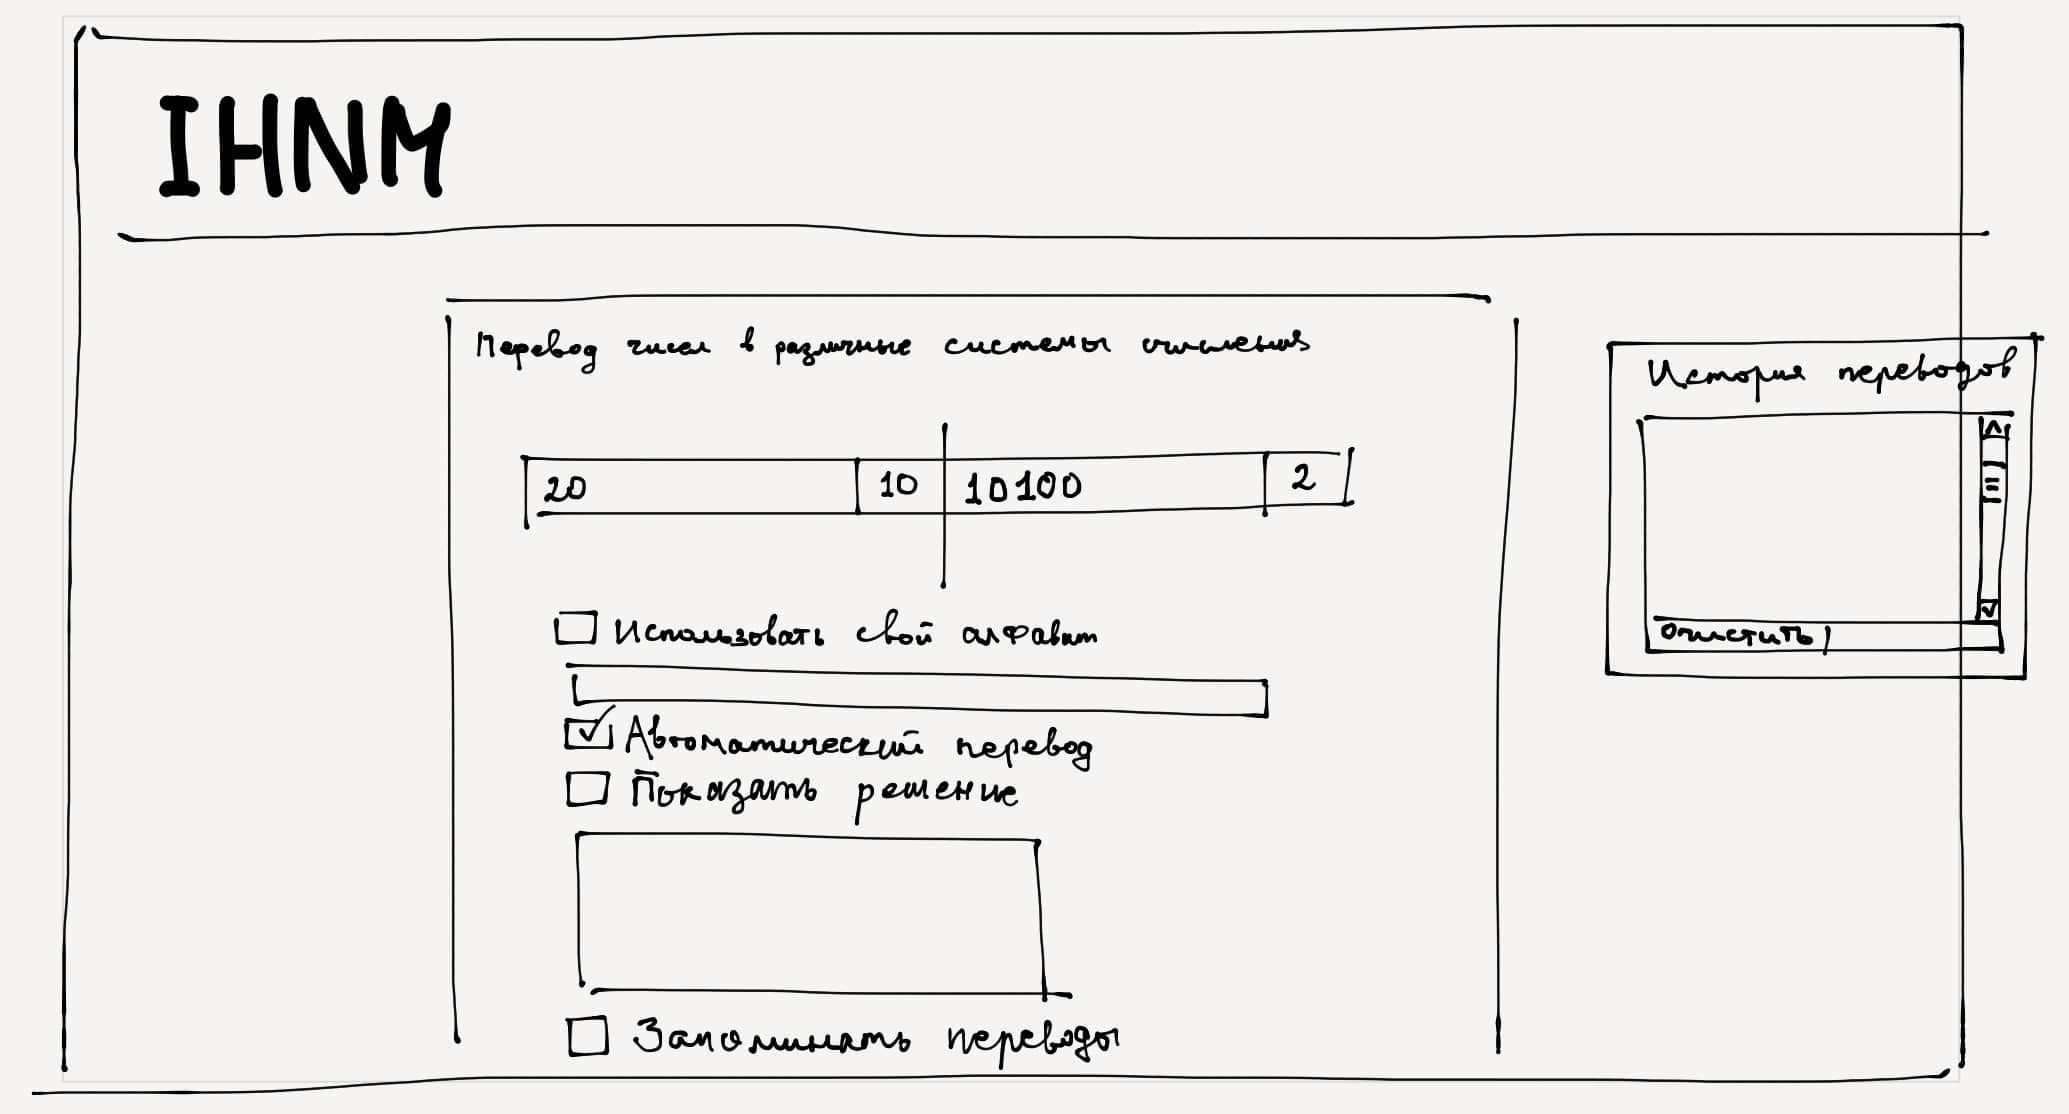 IHNM
Перевод чисел в различные системы счисления
20 10 10100 2
Использовать свой алфавит
Автоматический перевод
Показать решение
Запоминать переводы
История переводов
Очистить